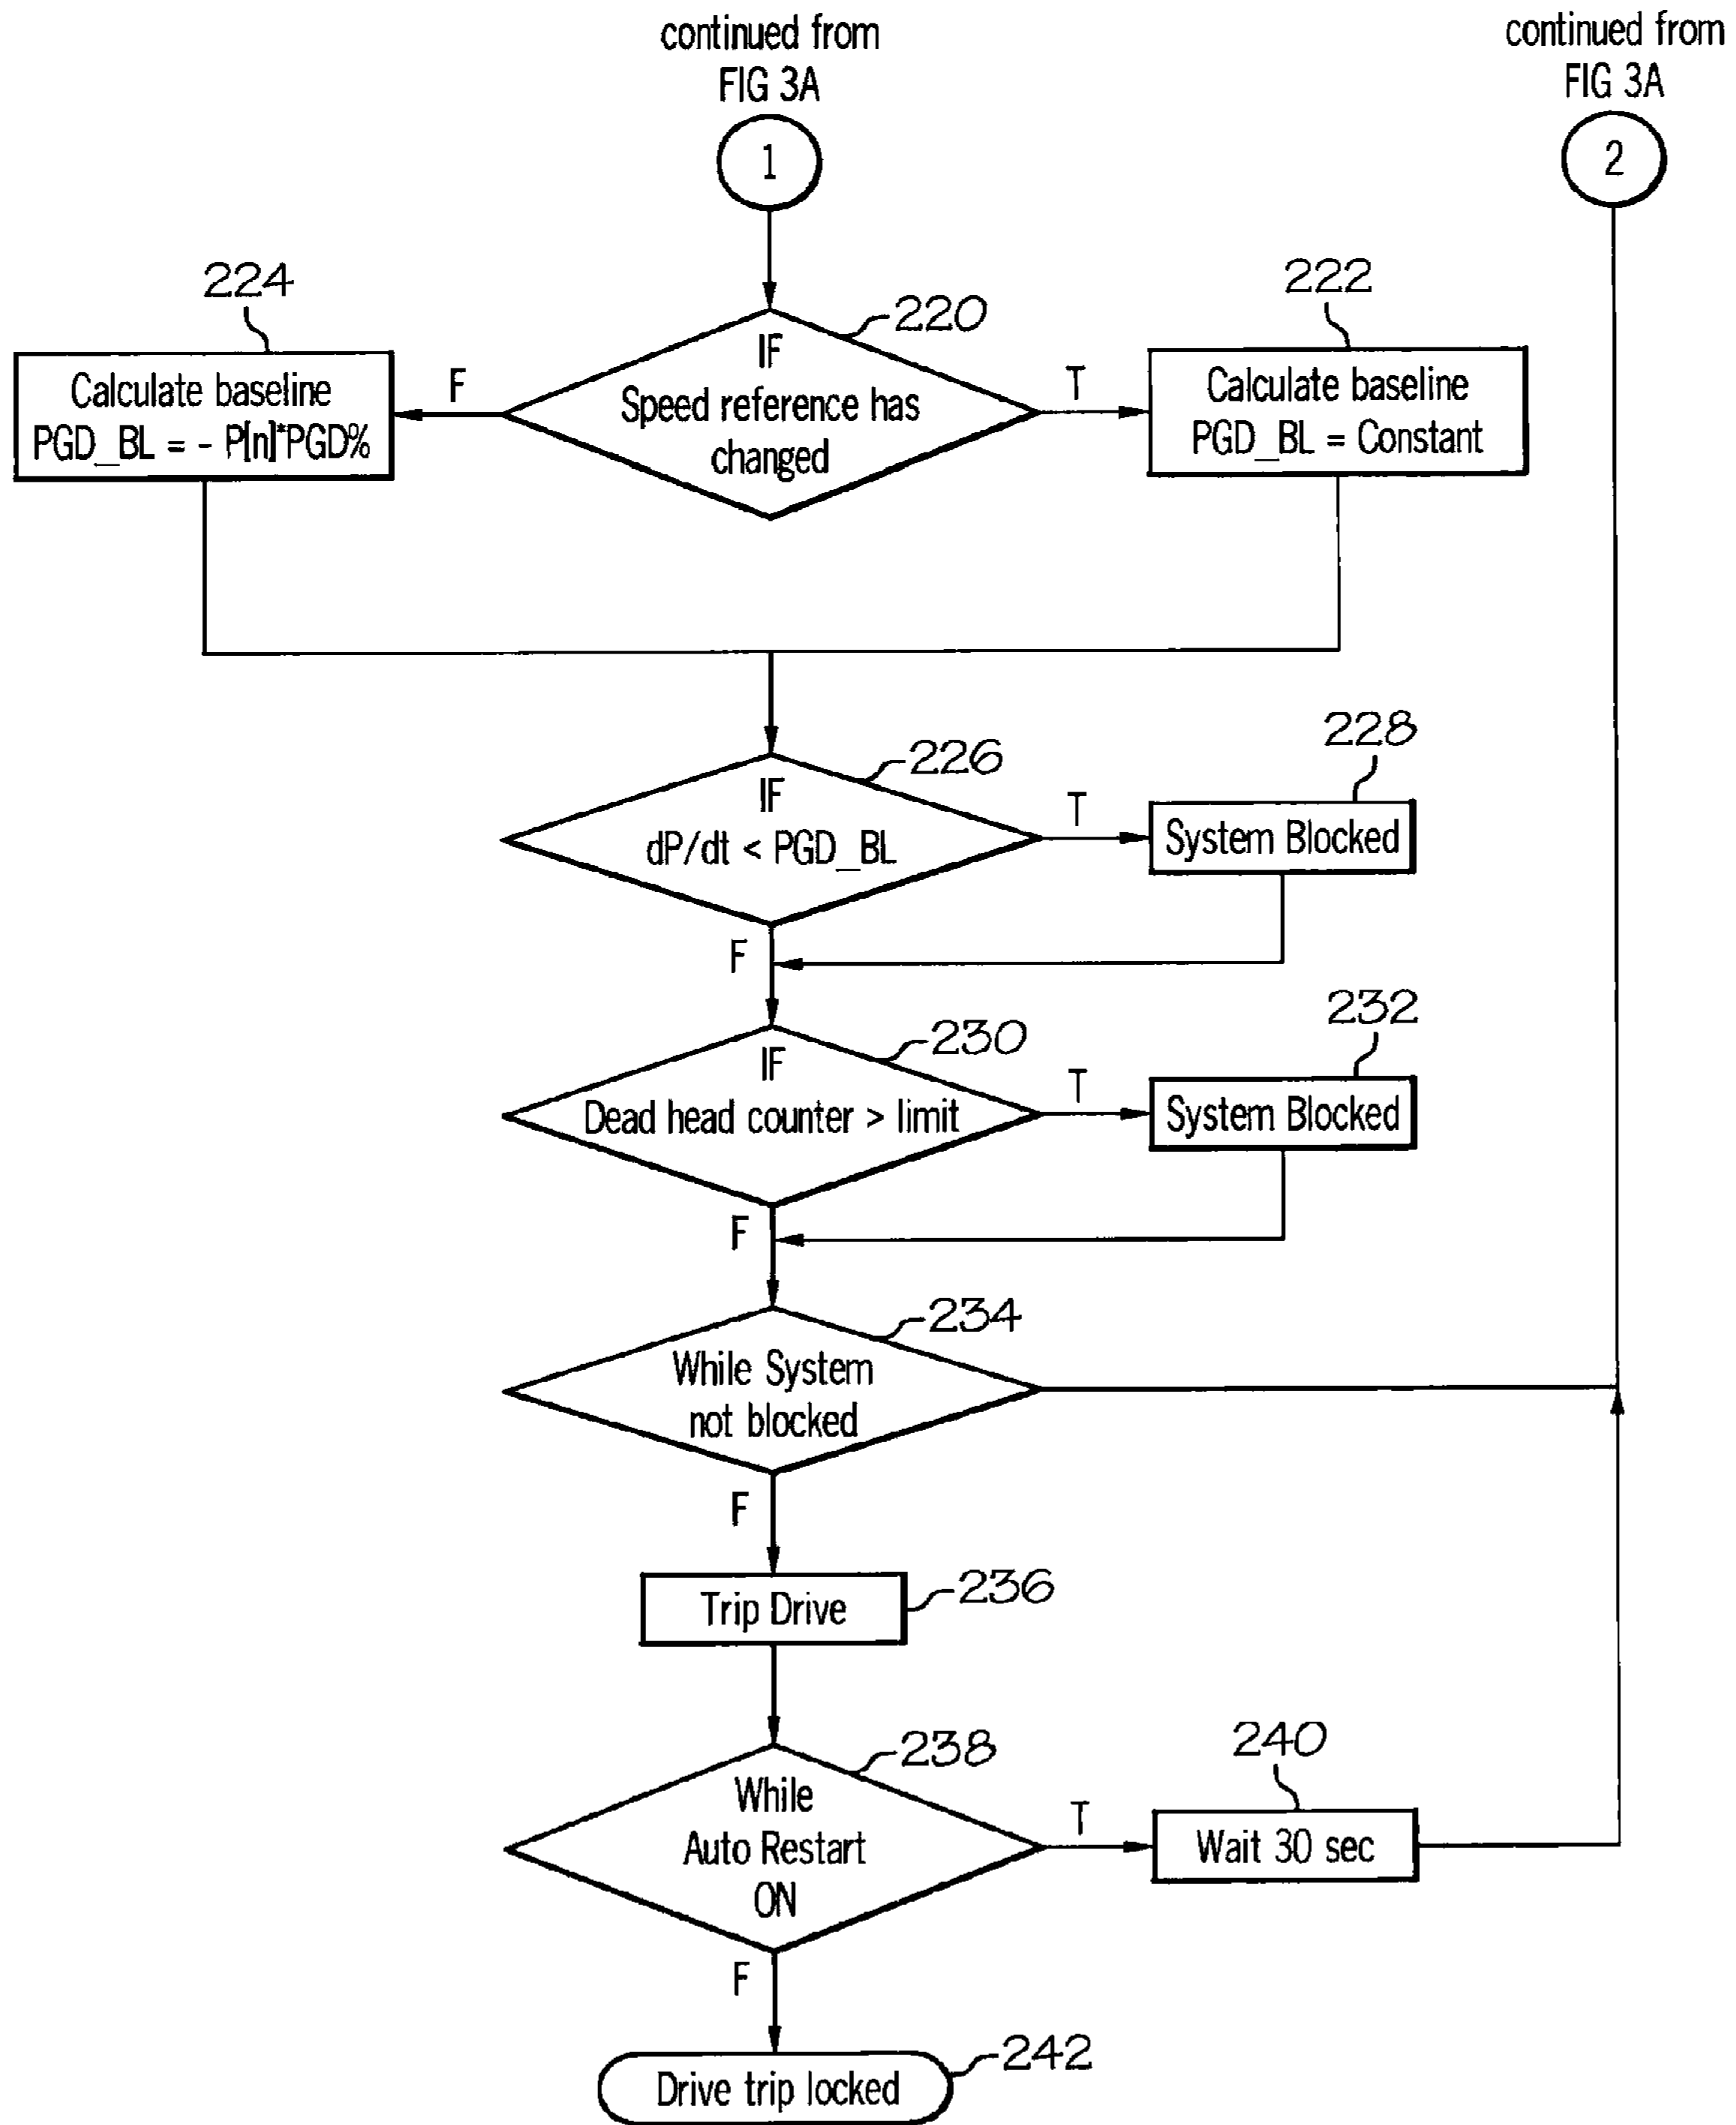 continued from
FIG 3A
continued from
FIG 3A
1
2
224
222
220
Calculate baseline
PGD_BL = - P[n]*PGD%
F
IF
Speed reference has
changed
T
Calculate baseline
PGD_BL = Constant
226
228
IF
dP/dt < PGD_BL
T
System Blocked
F
230
232
IF
Dead head counter > limit
T
System Blocked
F
234
While System
not blocked
F
Trip Drive
236
238
240
While
Auto Restart
ON
T
Wait 30 sec
F
Drive trip locked
242